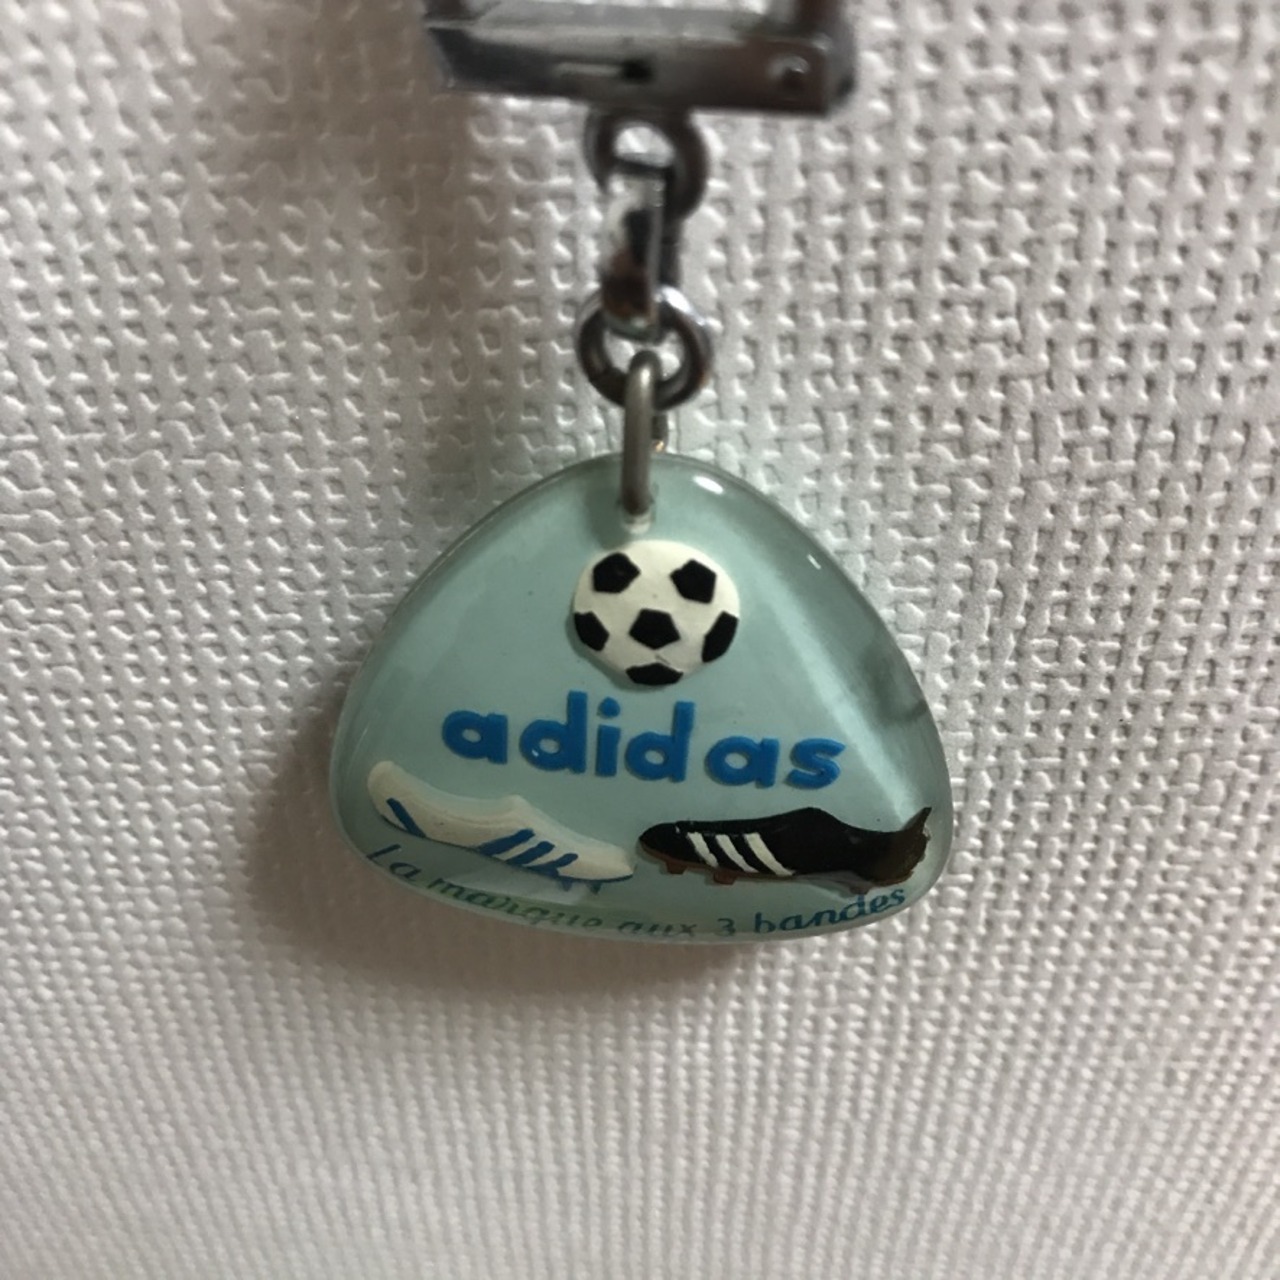 adidas
La marque aux 3 bandes